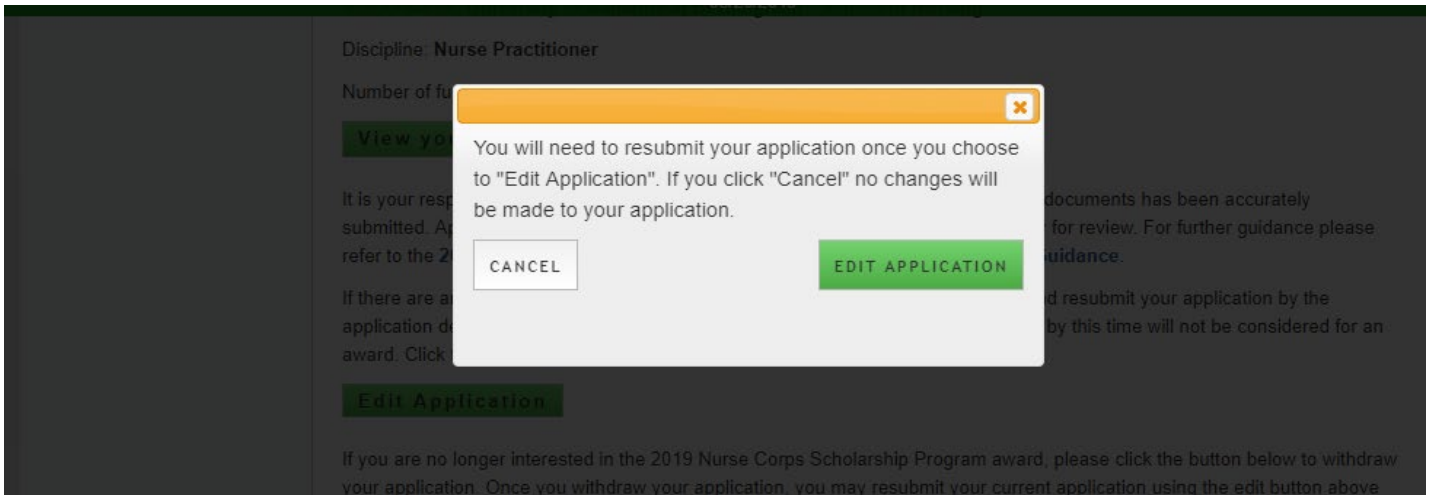 Discipline: Nurse Practitioner
Number of fu
View you
You will need to resubmit your application once you choose
to "Edit Application". If you click "Cancel" no changes will
be made to your application.
CANCEL
EDIT APPLICATION
It is your resp documents has been accurately
submitted. Ap for review. For further guidance please
refer to the 2 uidance.
If there are a d resubmit your application by the
application de by this time will not be considered for an
award. Click
Edit Application
If you are no longer interested in the 2019 Nurse Corps Scholarship Program award, please click the button below to withdraw
your application. Once you withdraw your application, you may resubmit your current application using the edit button above